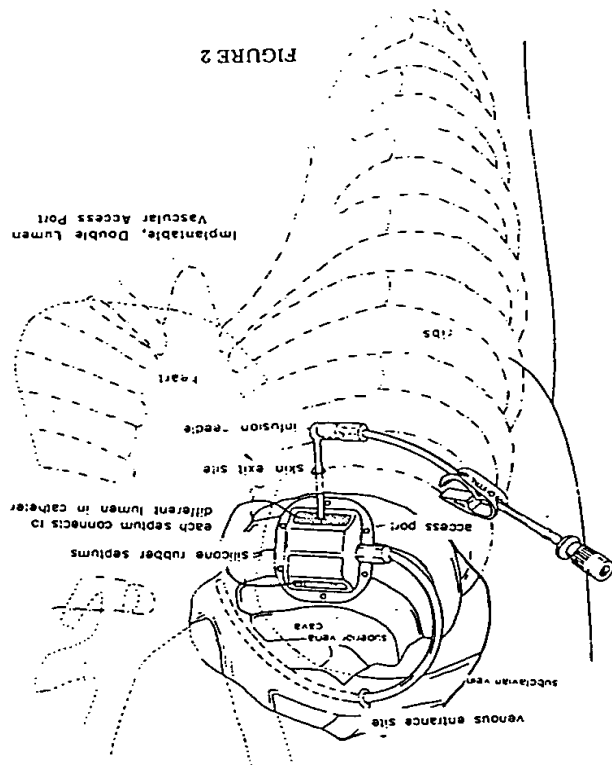 venous entrance site
subclavian vein
superior vena
cava
silicone rubber septums
access port
each septum connects to
different lumen in catheter
skin exit site
infusion needle
heart
ribs
Implantable, Double Lumen
Vascular Access Port
FIGURE 2